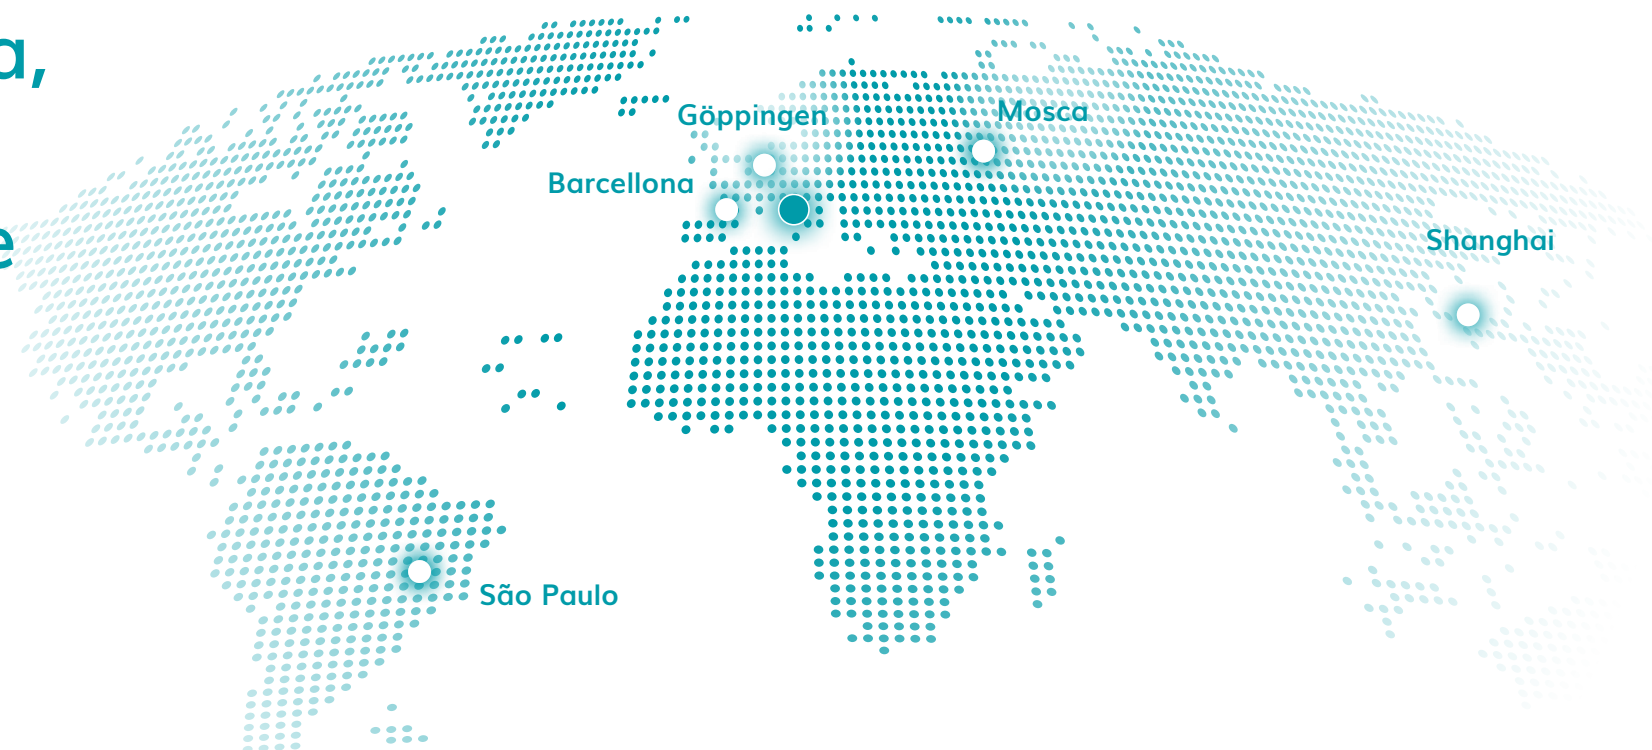 a,
Göppingen
Mosca
Barcellona
e
Shanghai
São Paulo